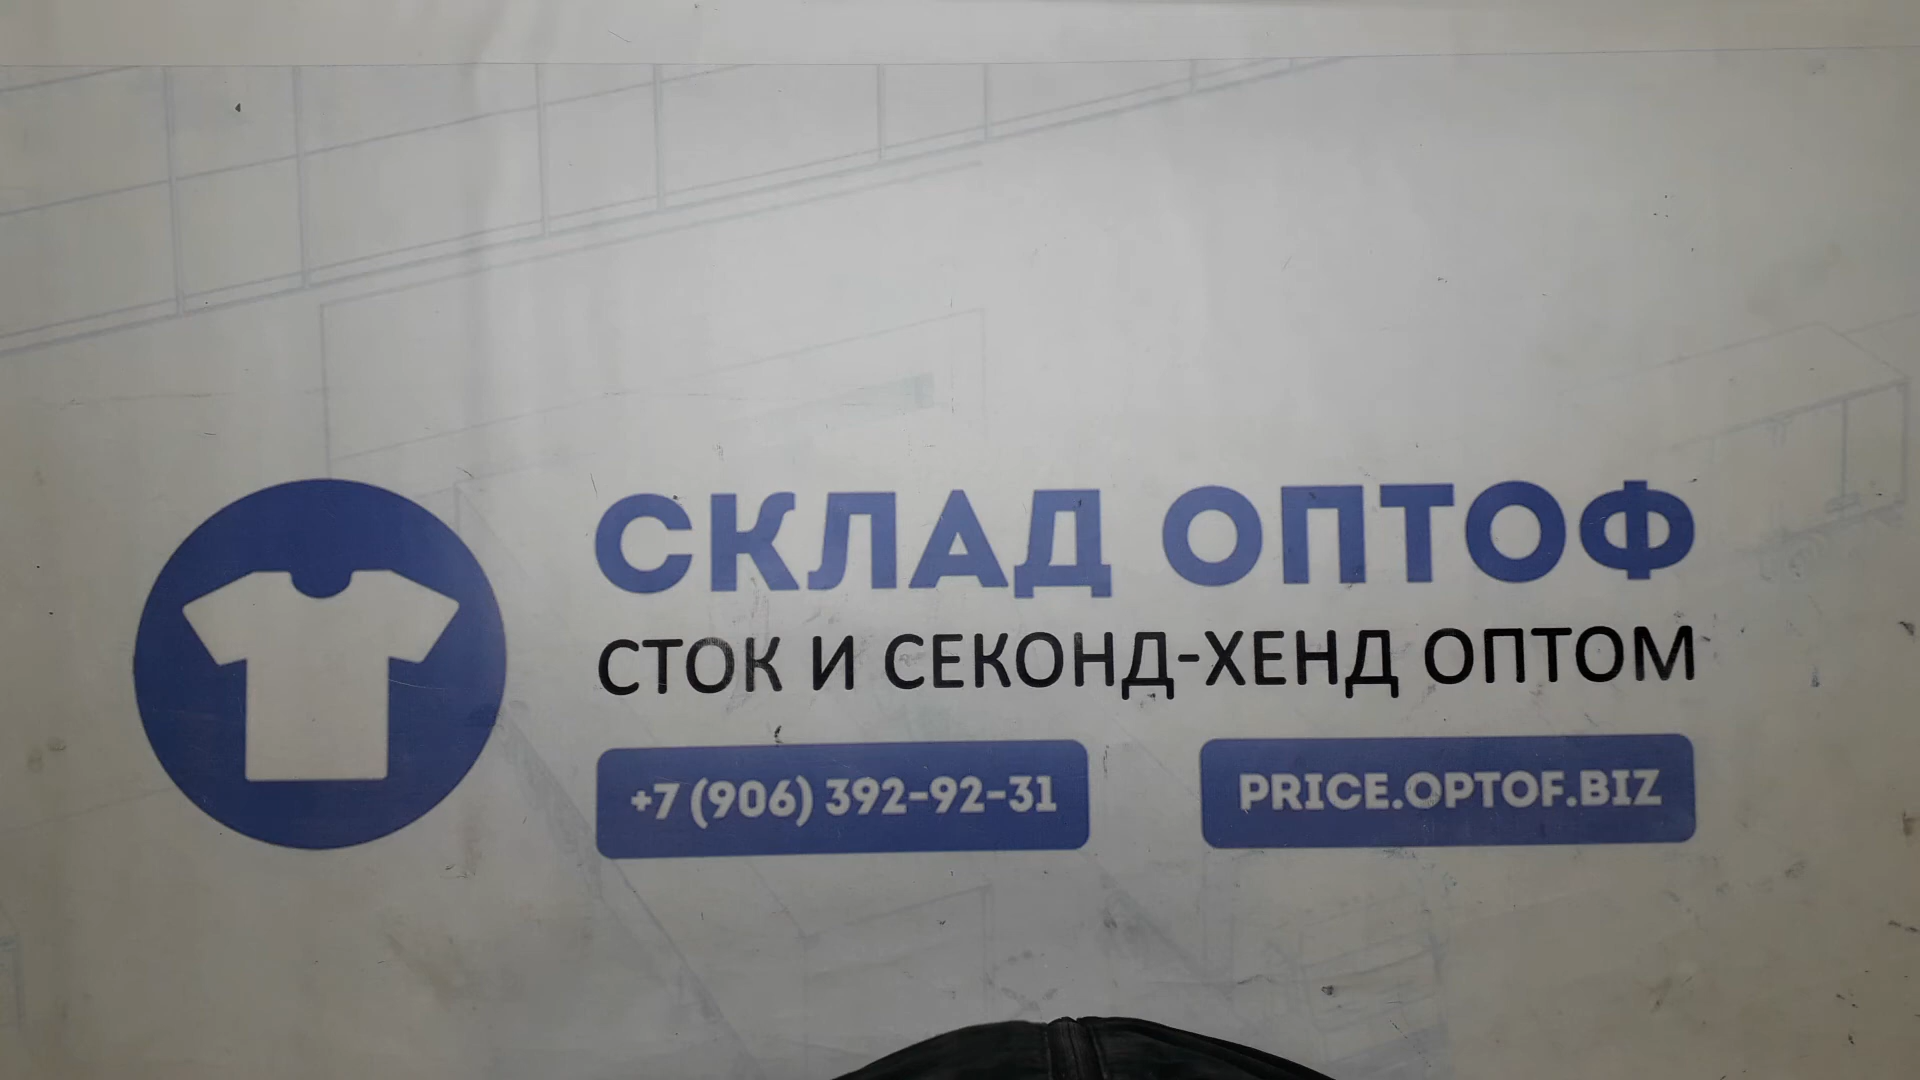 СКЛАД ОПТОФ
СТОК И СЕКОНД-ХЕНД ОПТОМ
+7 (906) 392-92-31
PRICE.OPTOF.BIZ